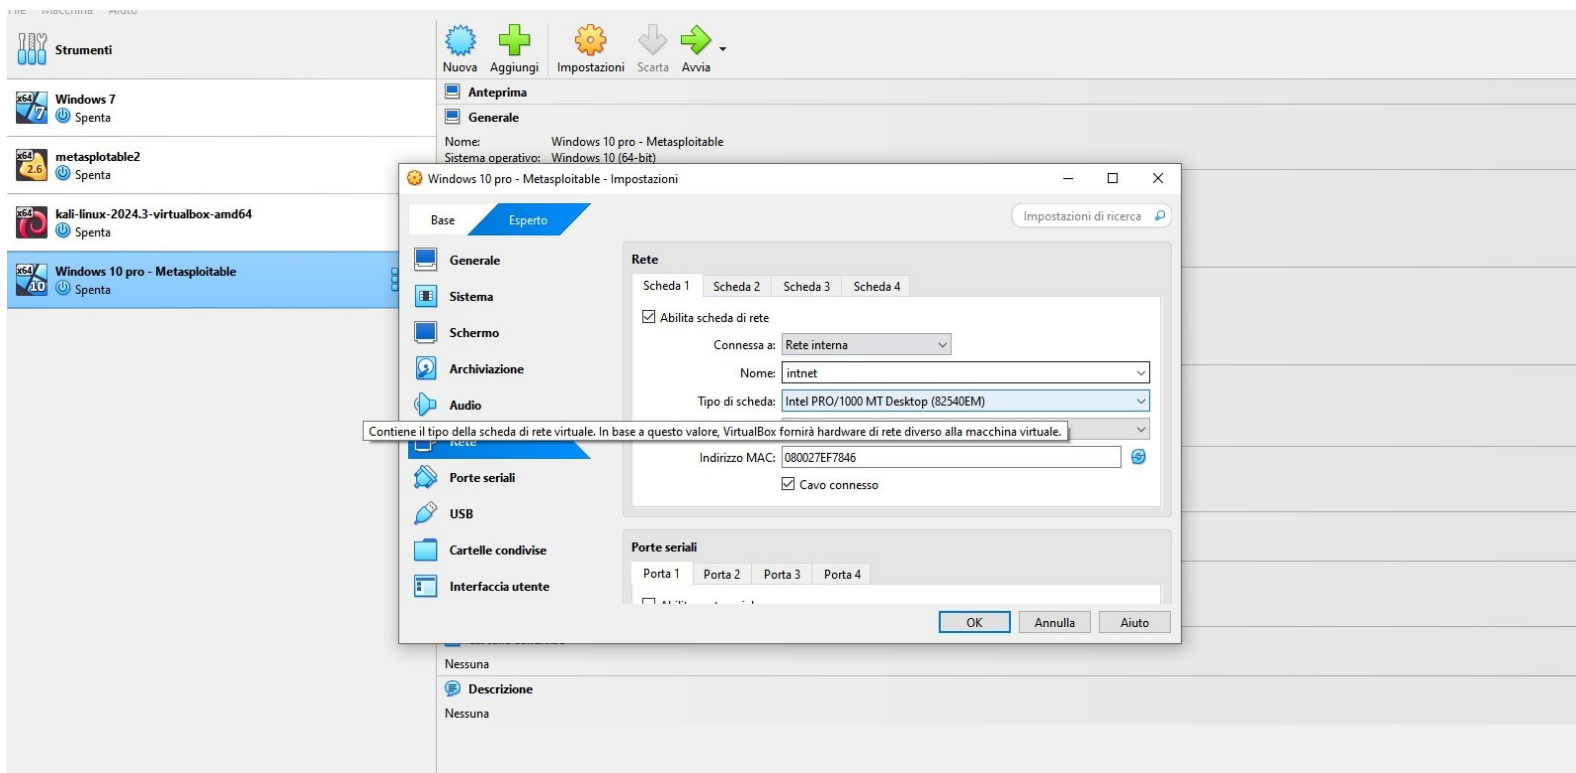 File Macchina Aiuto
Strumenti
Windows 7
Spenta
metasplotable2
Spenta
kali-linux-2024.3-virtualbox-amd64
Spenta
Windows 10 pro - Metasploitable
Spenta
Nuova Aggiungi Impostazioni Scarta Avvia
Anteprima
Generale
Nome: Windows 10 pro - Metasploitable
Sistema operativo: Windows 10 (64-bit)
Windows 10 pro - Metasploitable - Impostazioni
Base Esperto
Impostazioni di ricerca
Generale
Sistema
Schermo
Archiviazione
Audio
Rete
Porte seriali
USB
Cartelle condivise
Interfaccia utente
Rete
Scheda 1 Scheda 2 Scheda 3 Scheda 4
Abilita scheda di rete
Connessa a: Rete interna
Nome: intnet
Tipo di scheda: Intel PRO/1000 MT Desktop (82540EM)
Contiene il tipo della scheda di rete virtuale. In base a questo valore, VirtualBox fornirà hardware di rete diverso alla macchina virtuale.
Indirizzo MAC: 080027EF7846
Cavo connesso
Porte seriali
Porta 1 Porta 2 Porta 3 Porta 4
OK Annulla Aiuto
Nessuna
Descrizione
Nessuna